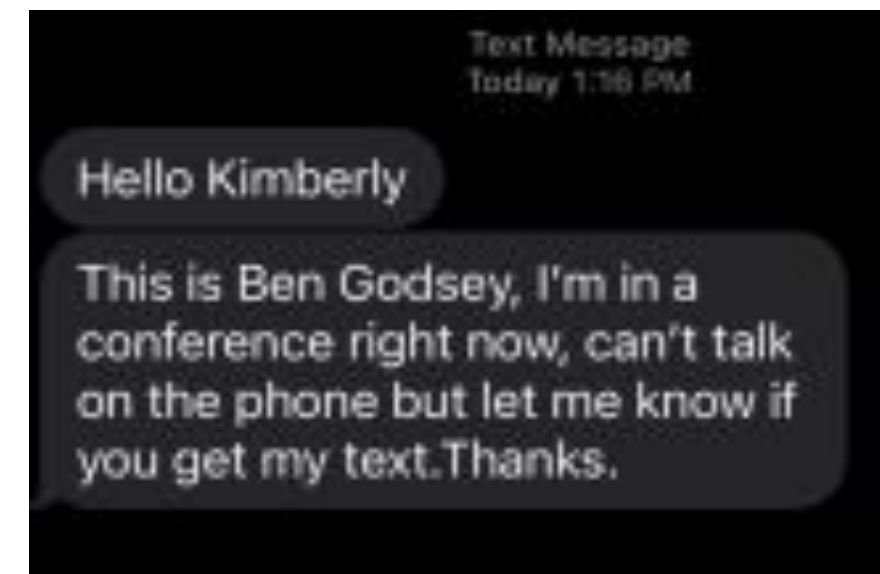 Text Message
Today 1:16 PM
Hello Kimberly
This is Ben Godsey, I'm in a
conference right now, can't talk
on the phone but let me know if
you get my text.Thanks.